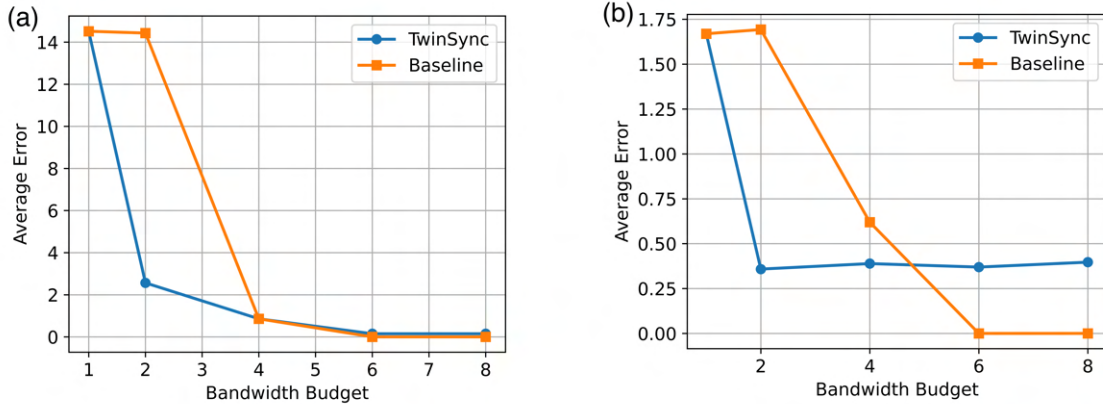 (a)
14
12
10
8
6
4
2
0
Average Error
1 2 3 4 5 6 7 8
Bandwidth Budget
TwinSync
Baseline
(b)
1.75
1.50
1.25
1.00
0.75
0.50
0.25
0.00
Average Error
2 4 6 8
Bandwidth Budget
TwinSync
Baseline